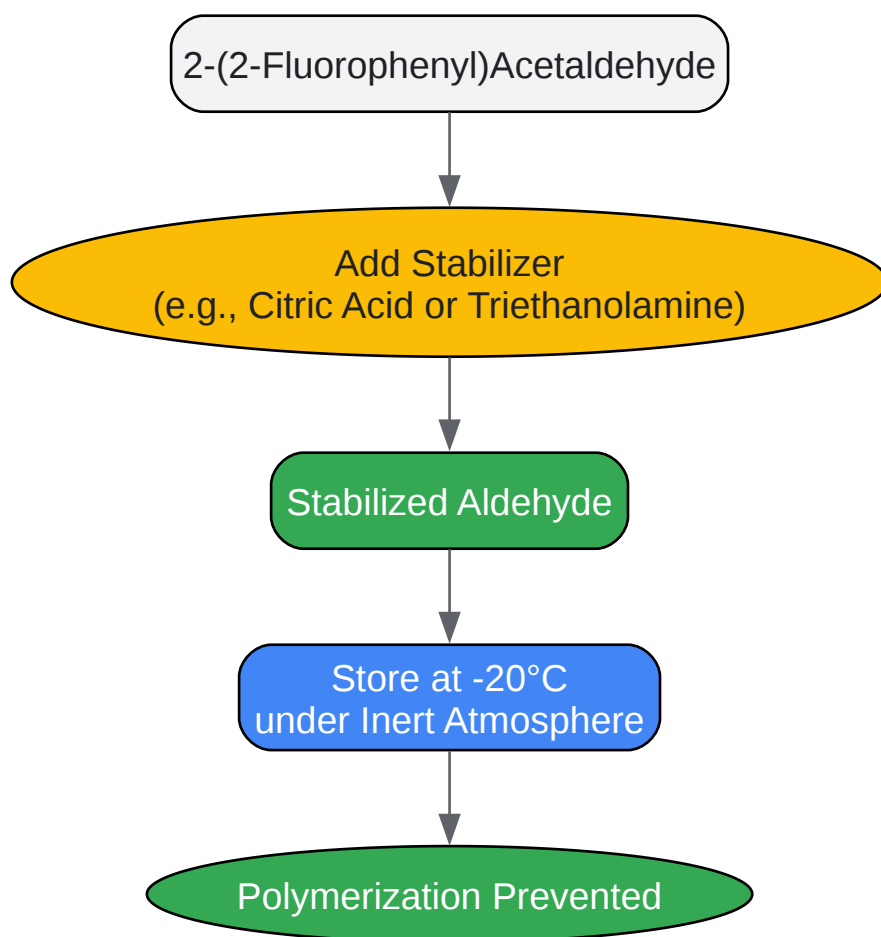 2-(2-Fluorophenyl)Acetaldehyde
Add Stabilizer
(e.g., Citric Acid or Triethanolamine)
Stabilized Aldehyde
Store at -20°C
under Inert Atmosphere
Polymerization Prevented